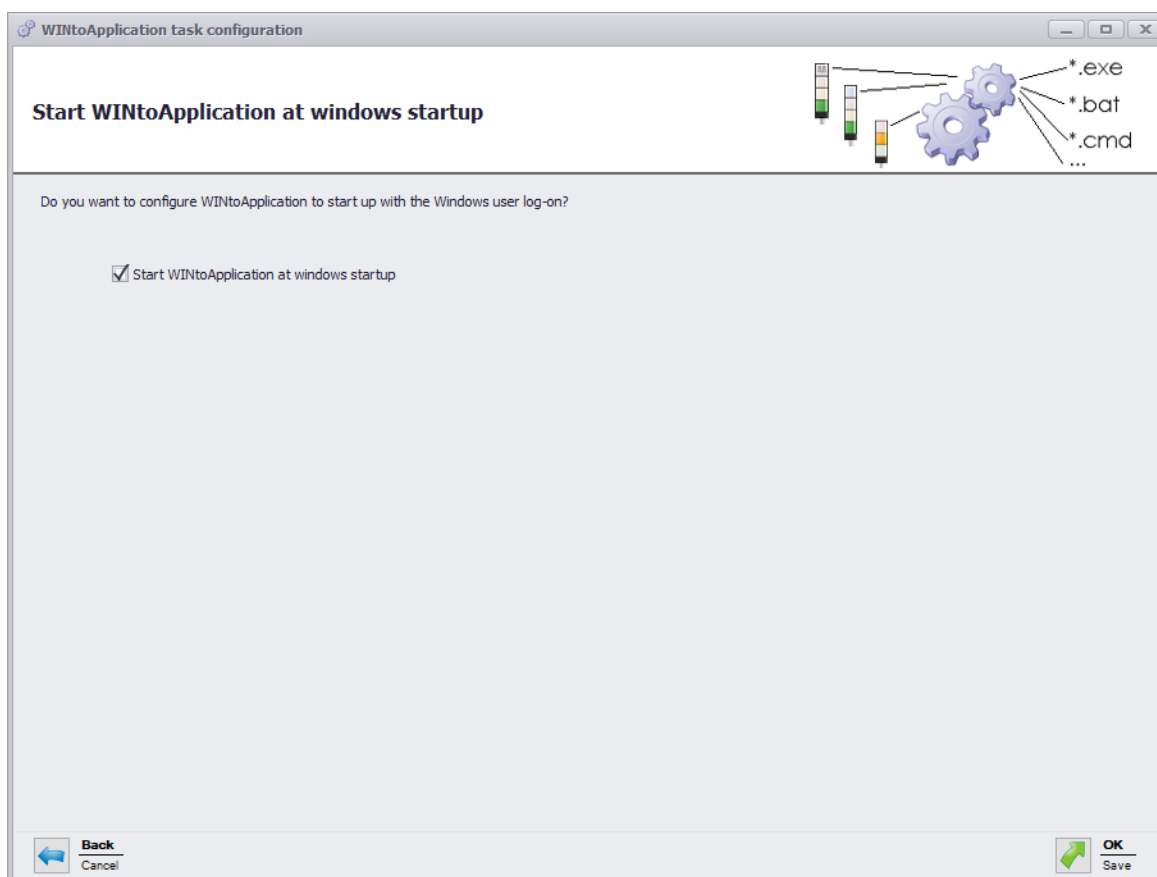 WINtoApplication task configuration
Start WINtoApplication at windows startup
*.exe
*.bat
*.cmd
...
Do you want to configure WINtoApplication to start up with the Windows user log-on?
Start WINtoApplication at windows startup
Back
Cancel
OK
Save